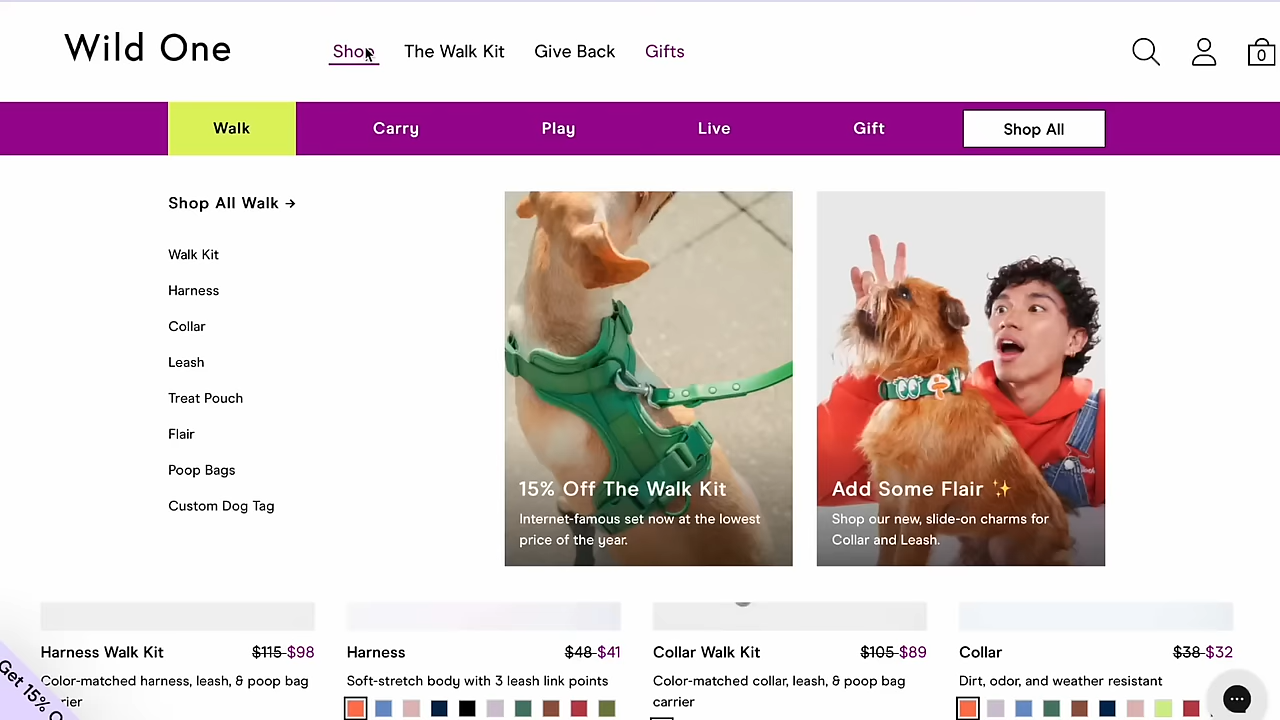 Wild One
Shop
The Walk Kit
Give Back
Gifts
0
Walk
Carry
Play
Live
Gift
Shop All
Shop All Walk →
Walk Kit
Harness
Collar
Leash
Treat Pouch
Flair
Poop Bags
Custom Dog Tag
15% Off The Walk Kit
Internet-famous set now at the lowest
price of the year.
Add Some Flair ✨
Shop our new, slide-on charms for
Collar and Leash.
Harness Walk Kit $115 $98
Color-matched harness, leash, & poop bag
Harness $48 $41
Soft-stretch body with 3 leash link points
Collar Walk Kit $105 $89
Color-matched collar, leash, & poop bag
carrier
Collar $38 $32
Dirt, odor, and weather resistant
Get 15%